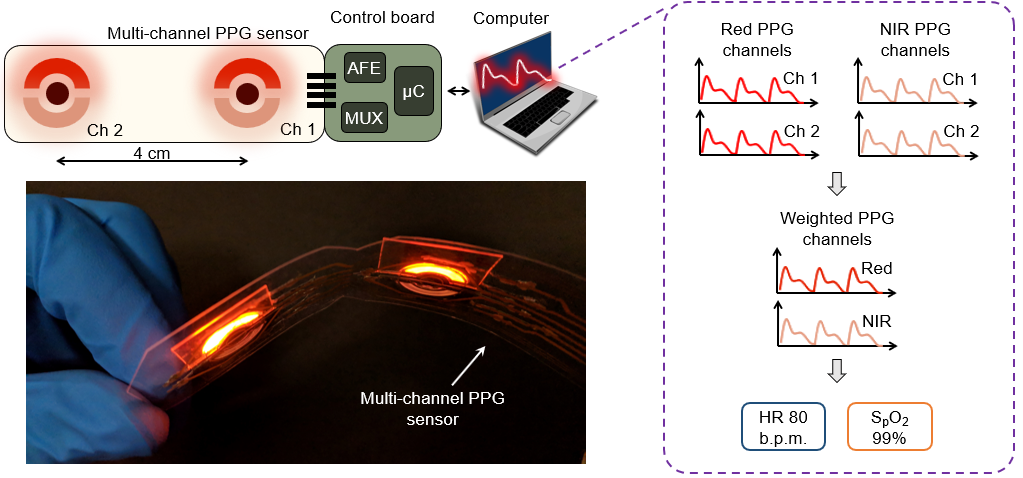 Multi-channel PPG sensor
Control board
Computer
AFE
MUX
µC
Ch 2
Ch 1
4 cm
Multi-channel PPG
sensor
Red PPG
channels
NIR PPG
channels
Ch 1
Ch 1
Ch 2
Ch 2
Weighted PPG
channels
Red
NIR
HR 80
b.p.m.
SpO2
99%